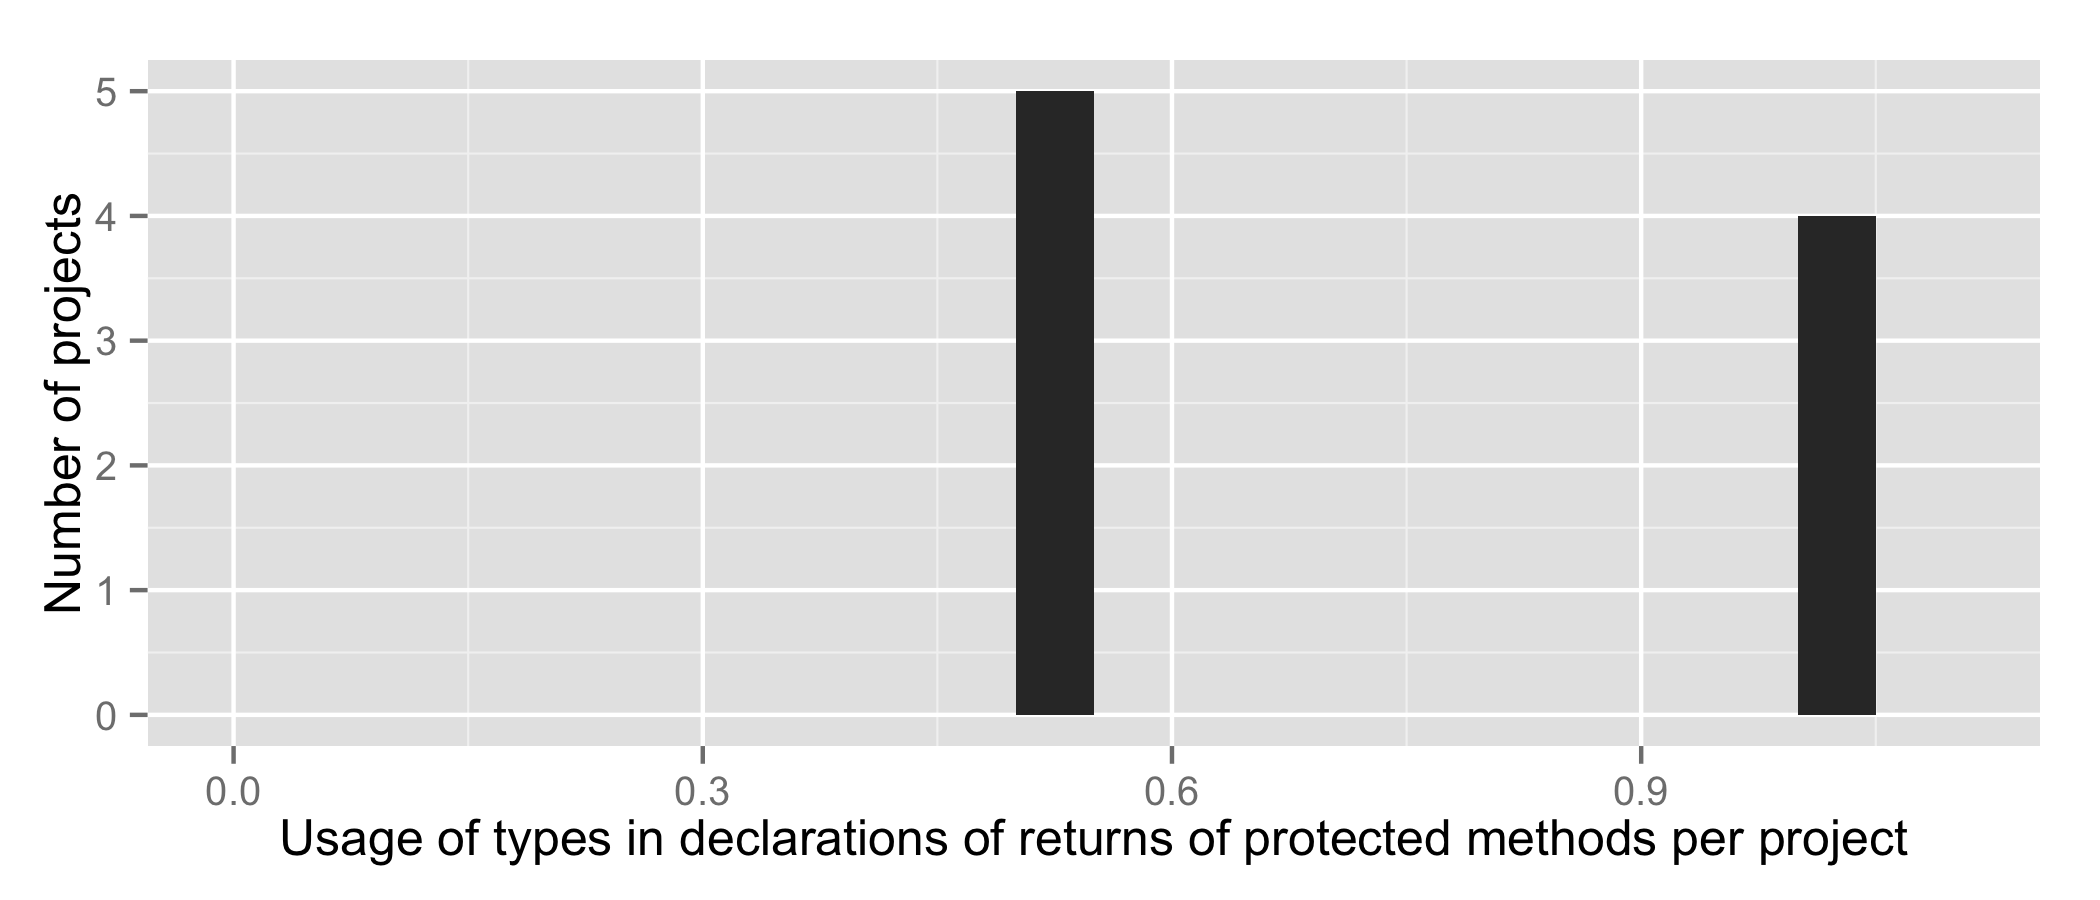 Number of projects
5
4
3
2
1
0
0.0 0.3 0.6 0.9
Usage of types in declarations of returns of protected methods per project